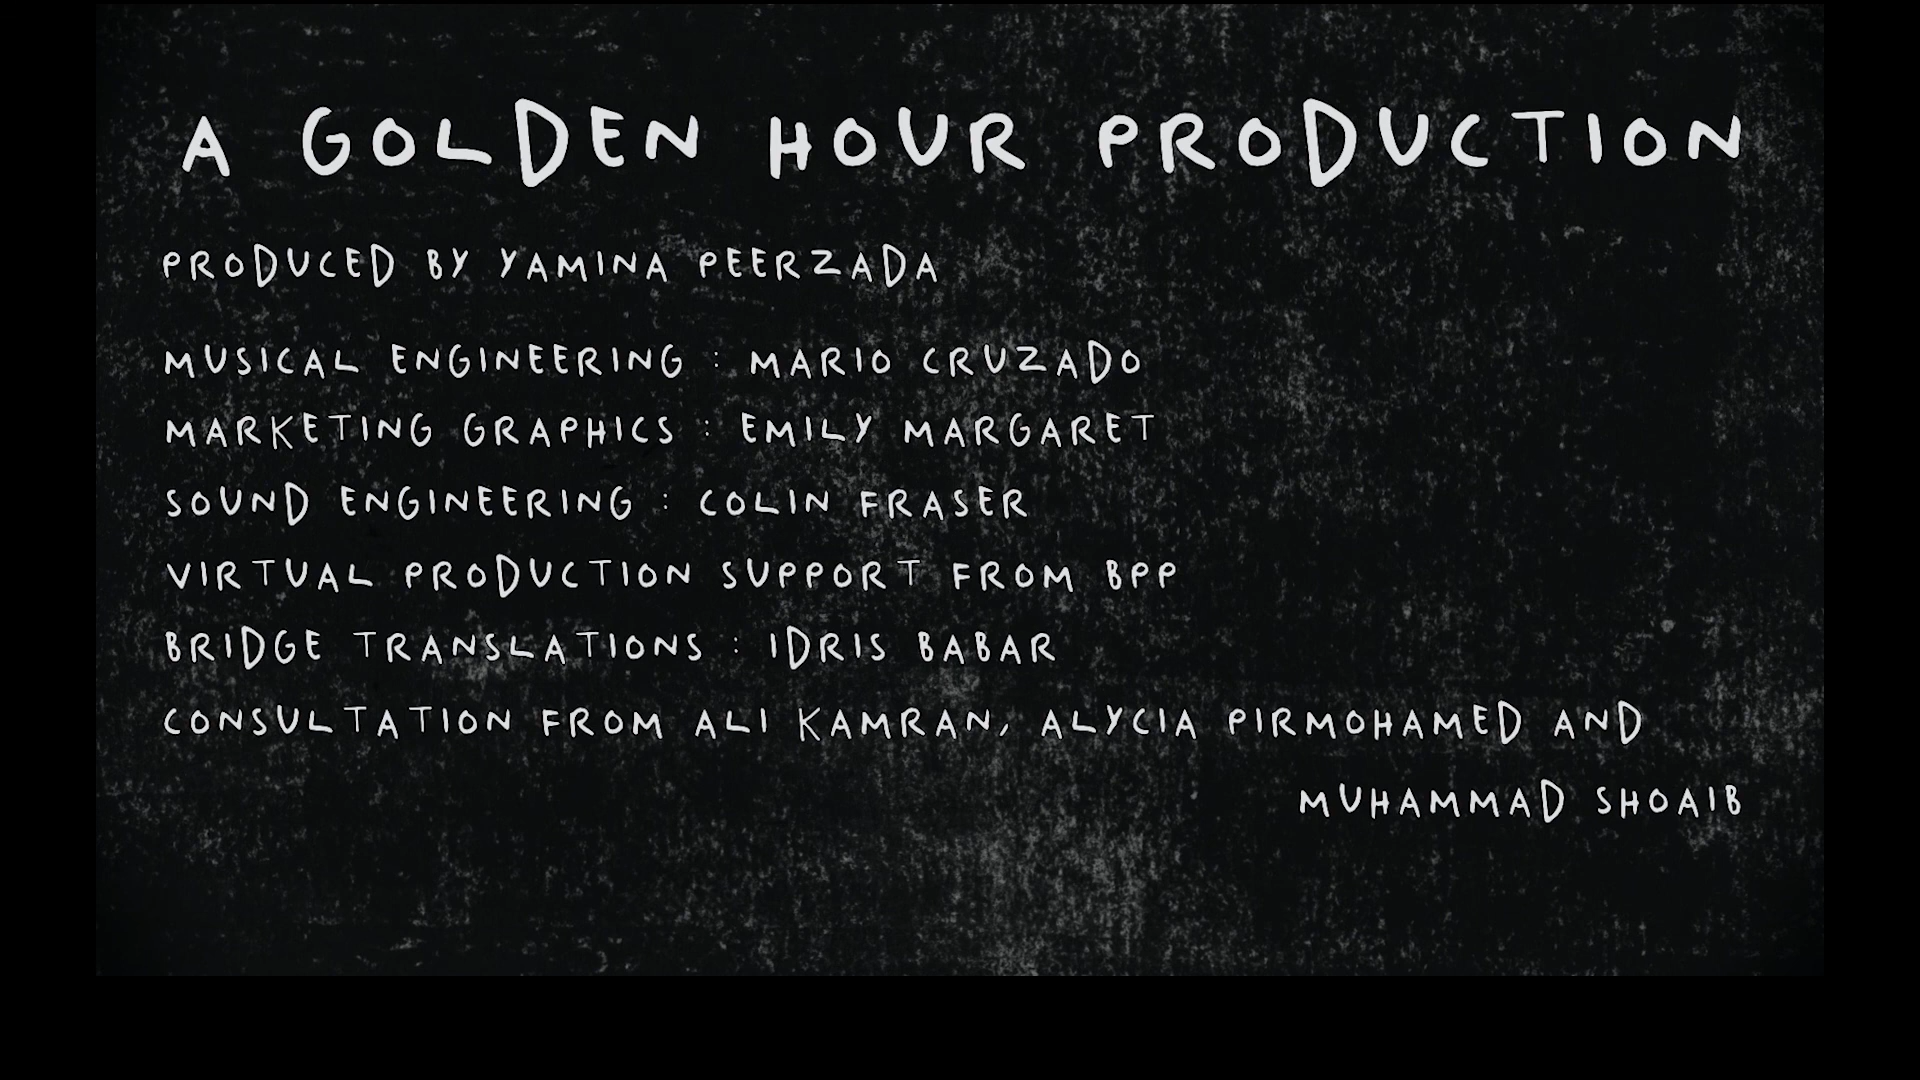 A GOLDEN HOUR PRODUCTION
PRODUCED BY YAMINA PEERZADA
MUSICAL ENGINEERING : MARIO CRUZADO
MARKETING GRAPHICS : EMILY MARGARET
SOUND ENGINEERING : COLIN FRASER
VIRTUAL PRODUCTION SUPPORT FROM BPP
BRIDGE TRANSLATIONS : IDRIS BABAR
CONSULTATION FROM ALI KAMRAN, ALYCIA PIRMOHAMED AND
MUHAMMAD SHOAIB